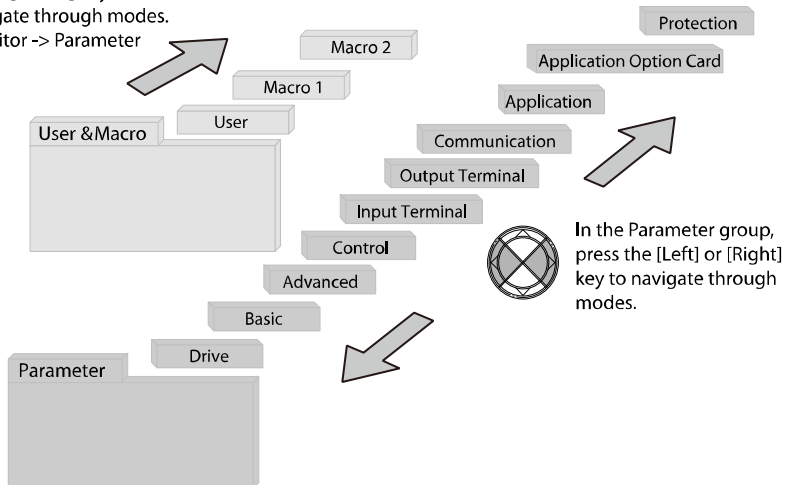 gate through modes.
itor -> Parameter
Protection
Macro 2
Application Option Card
Macro 1
Application
User
User &Macro
Communication
Output Terminal
Input Terminal
In the Parameter group,
press the [Left] or [Right]
key to navigate through
modes.
Control
Advanced
Basic
Drive
Parameter